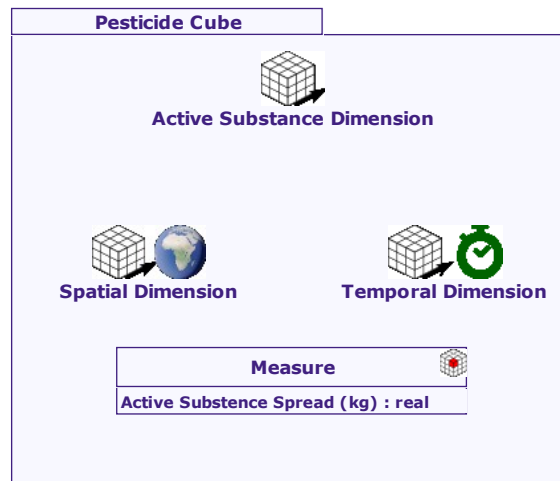 Pesticide Cube
Active Substance Dimension
Spatial Dimension
Temporal Dimension
Measure
Active Substence Spread (kg) : real